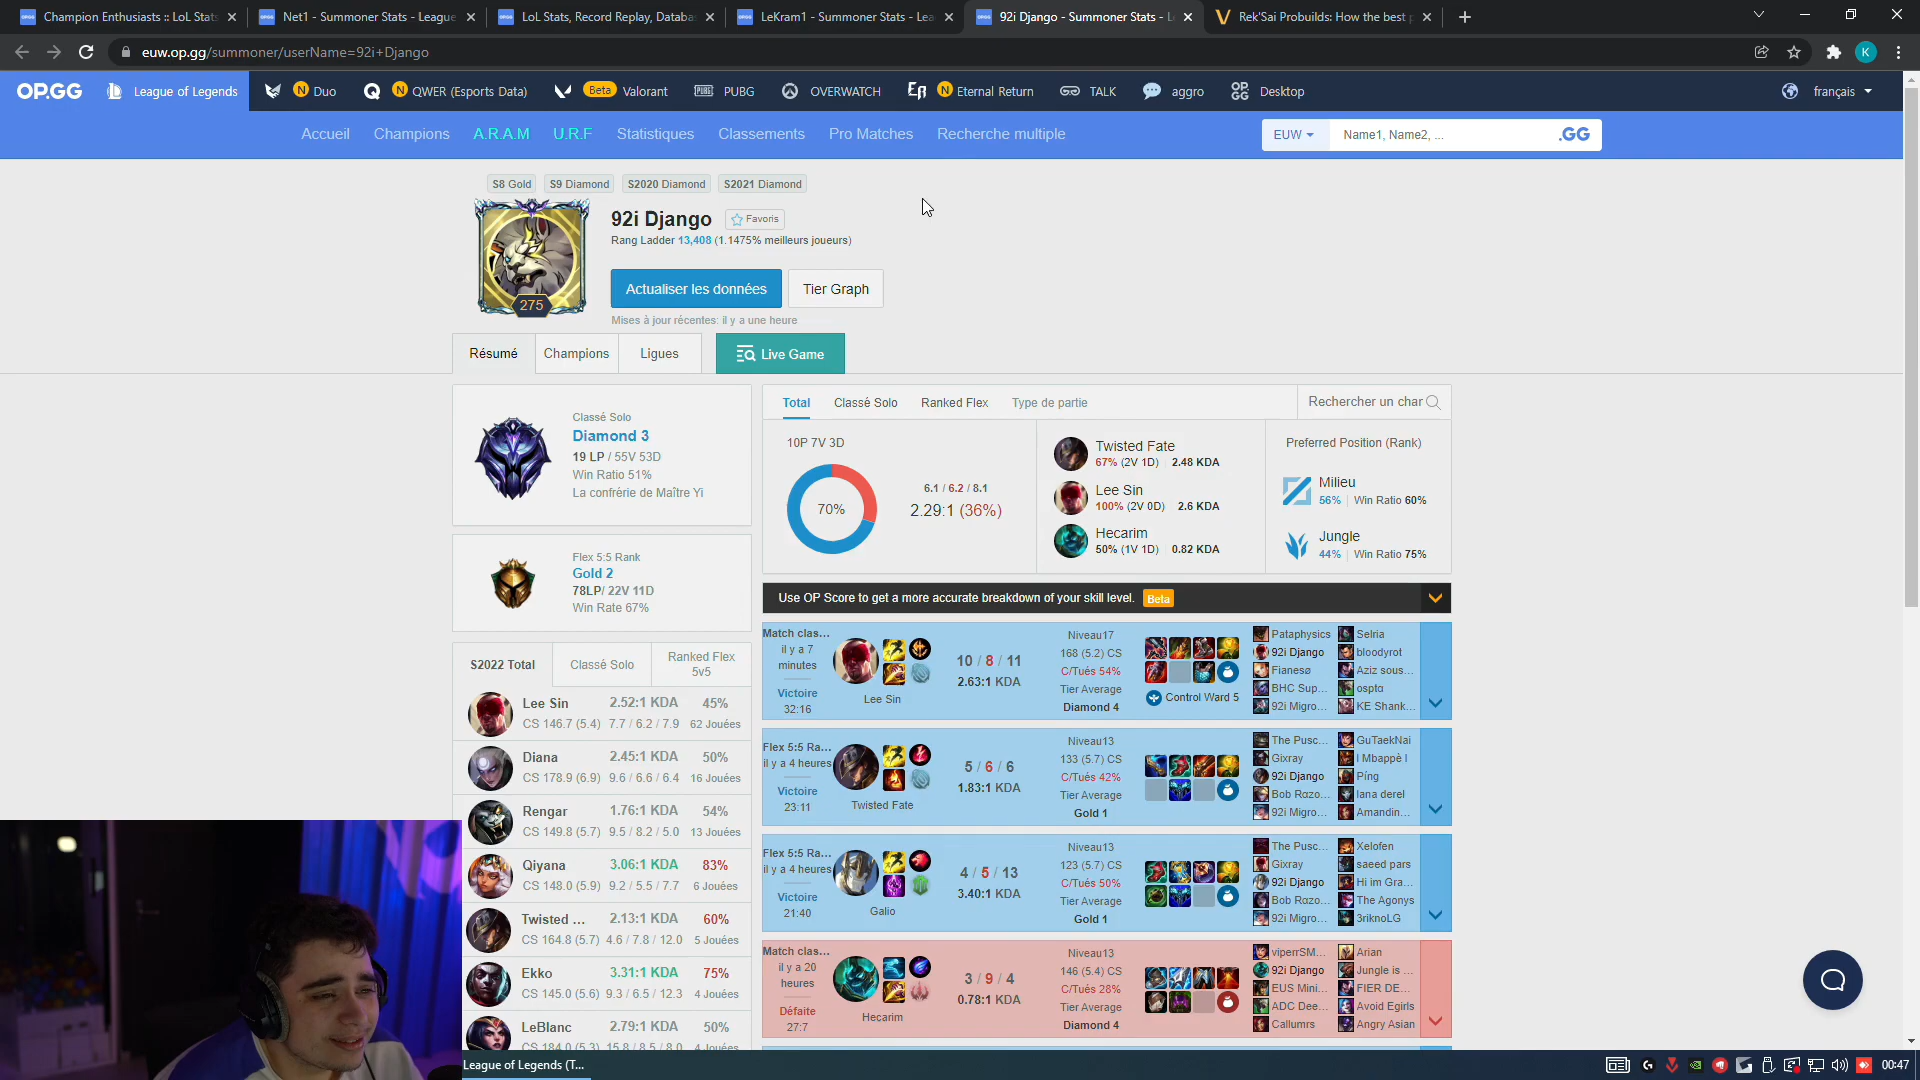 Champion Enthusiasts :: LoL Stats
Net1 - Summoner Stats - League
LoL Stats, Record Replay, Databa
LeKram1 - Summoner Stats - Lea
92i Django - Summoner Stats - L
Rek'Sai Probuilds: How the best p
euw.op.gg/summoner/userName=92i+Django
K
OP.GG
League of Legends
N Duo
N QWER (Esports Data)
Beta Valorant
PUBG
OVERWATCH
N Eternal Return
TALK
aggro
Desktop
français
Accueil
Champions
A.R.A.M
U.R.F
Statistiques
Classements
Pro Matches
Recherche multiple
EUW
Name1, Name2, ...
.GG
S8 Gold
S9 Diamond
S2020 Diamond
S2021 Diamond
275
92i Django
Favoris
Rang Ladder 13,408 (1.1475% meilleurs joueurs)
Actualiser les données
Tier Graph
Mises à jour récentes: il y a une heure
Résumé
Champions
Ligues
Live Game
Classé Solo
Diamond 3
19 LP / 55V 53D
Win Ratio 51%
La confrérie de Maître Yi
Flex 5:5 Rank
Gold 2
78LP/ 22V 11D
Win Rate 67%
S2022 Total
Classé Solo
Ranked Flex
5v5
Lee Sin 2.52:1 KDA 45%
CS 146.7 (5.4) 7.7 / 6.2 / 7.9 62 Jouées
Diana 2.45:1 KDA 50%
CS 178.9 (6.9) 9.6 / 6.6 / 6.4 16 Jouées
Rengar 1.76:1 KDA 54%
CS 149.8 (5.7) 9.5 / 8.2 / 5.0 13 Jouées
Qiyana 3.06:1 KDA 83%
CS 148.0 (5.9) 9.2 / 5.5 / 7.7 6 Jouées
Twisted ... 2.13:1 KDA 60%
CS 164.8 (5.7) 4.6 / 7.8 / 12.0 5 Jouées
Ekko 3.31:1 KDA 75%
CS 145.0 (5.6) 9.3 / 6.5 / 12.3 4 Jouées
LeBlanc 2.79:1 KDA 50%
CS 184.0 (5.3) 15.8 / 8.5 / 8.0 4 Jouées
Total
Classé Solo
Ranked Flex
Type de partie
Rechercher un char
10P 7V 3D
70%
6.1 / 6.2 / 8.1
2.29:1 (36%)
Twisted Fate
67% (2V 1D) 2.48 KDA
Lee Sin
100% (2V 0D) 2.6 KDA
Hecarim
50% (1V 1D) 0.82 KDA
Preferred Position (Rank)
Milieu
56% Win Ratio 60%
Jungle
44% Win Ratio 75%
Use OP Score to get a more accurate breakdown of your skill level. Beta
Match clas...
il y a 7
minutes
Victoire
32:16
Lee Sin
10 / 8 / 11
2.63:1 KDA
Niveau17
168 (5.2) CS
C/Tués 54%
Tier Average
Diamond 4
Control Ward 5
Pataphysics Selria
92i Django bloodyrot
Fianesø Aziz sous...
BHC Sup... osptα
92i Migro... KE Shank...
Flex 5:5 Ra...
il y a 4 heures
Victoire
23:11
Twisted Fate
5 / 6 / 6
1.83:1 KDA
Niveau13
133 (5.7) CS
C/Tués 42%
Tier Average
Gold 1
The Pusc... GuTaekNai
Gixray I Mbappè I
92i Django Píng
Bob Rαzo... lana derel
92i Migro... Amandin...
Flex 5:5 Ra...
il y a 4 heures
Victoire
21:40
Galio
4 / 5 / 13
3.40:1 KDA
Niveau13
123 (5.7) CS
C/Tués 50%
Tier Average
Gold 1
The Pusc... Xelofen
Gixray saeed pars
92i Django Hi im Gra...
Bob Rαzo... The Agonys
92i Migro... 3riknoLG
Match clas...
il y a 20
heures
Défaite
27:7
Hecarim
3 / 9 / 4
0.78:1 KDA
Niveau13
146 (5.4) CS
C/Tués 28%
Tier Average
Diamond 4
viperrSM... Arian
92i Django Jungle is ...
EUS Mini... FIER DE...
ADC Dee... Avoid Egirls
Callumrs Angry Asian
League of Legends (T...
00:47